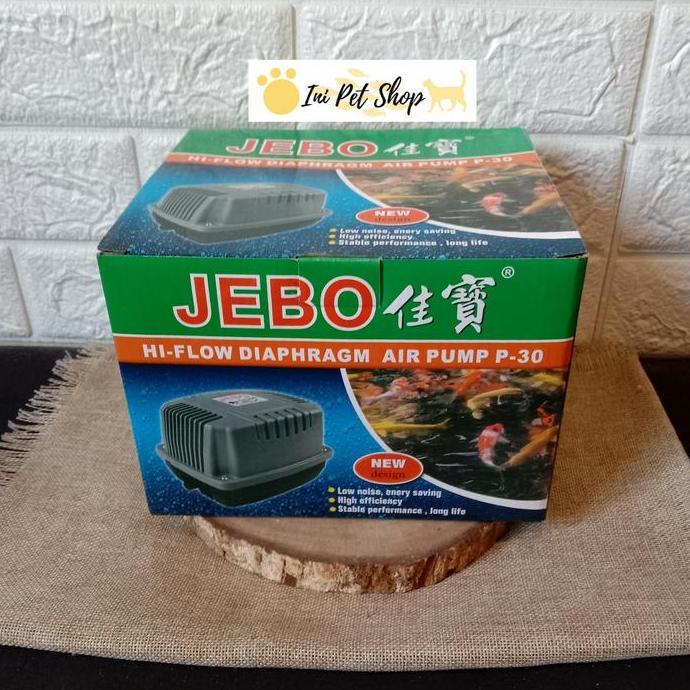 Ini Pet Shop
JEBO 佳寶®
HI-FLOW DIAPHRAGM AIR PUMP P-30
NEW
design
Low noise, enery saving
High efficiency
Stable performance , long life
JEBO 佳寶®
HI-FLOW DIAPHRAGM AIR PUMP P-30
NEW
design
Low noise, enery saving
High efficiency
Stable performance , long life